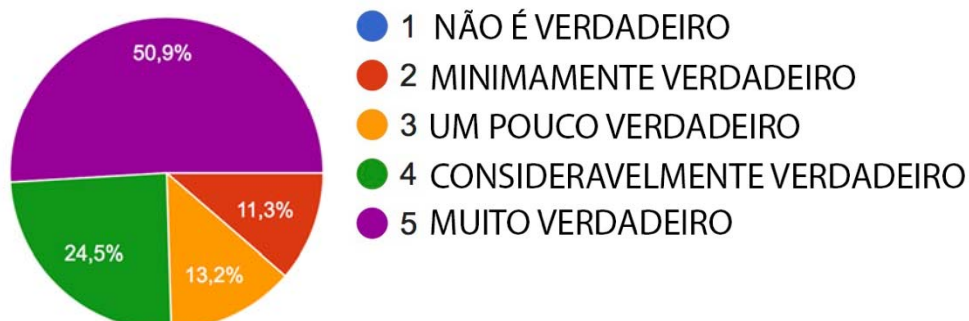 50,9%
11,3%
13,2%
24,5%
1 NÃO É VERDADEIRO
2 MINIMAMENTE VERDADEIRO
3 UM POUCO VERDADEIRO
4 CONSIDERAVELMENTE VERDADEIRO
5 MUITO VERDADEIRO